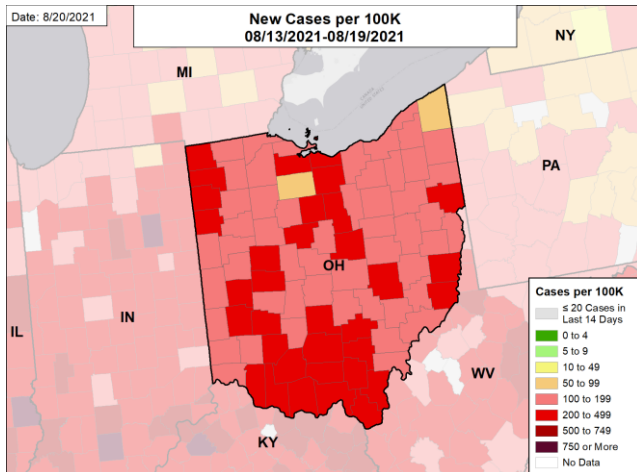 Date: 8/20/2021
New Cases per 100K
08/13/2021-08/19/2021
NY
MI
PA
OH
IN
IL
WV
KY
Cases per 100K
≤ 20 Cases in
Last 14 Days
0 to 4
5 to 9
10 to 49
50 to 99
100 to 199
200 to 499
500 to 749
750 or More
No Data